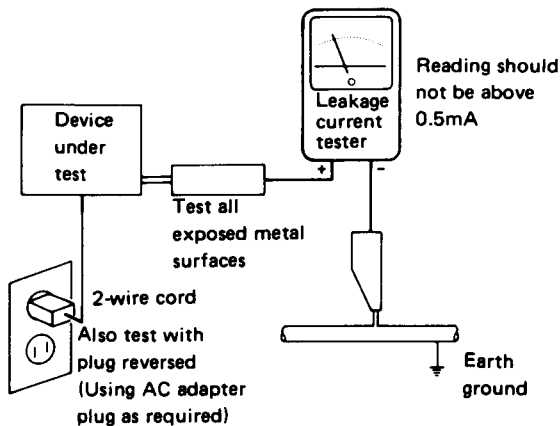 Leakage
current
tester
Reading should
not be above
0.5mA
Device
under
test
+
-
Test all
exposed metal
surfaces
2-wire cord
Also test with
plug reversed
(Using AC adapter
plug as required)
Earth
ground